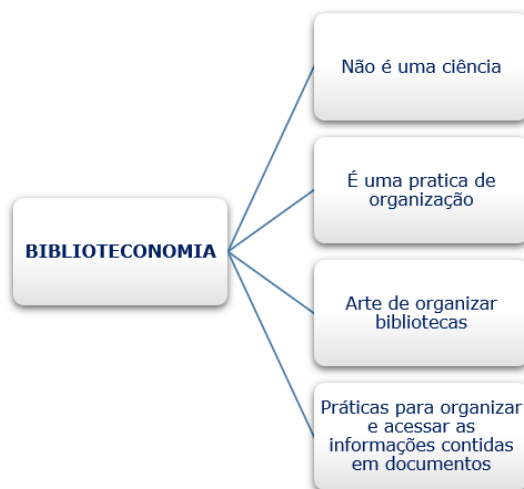 Não é uma ciência
É uma pratica de
organização
BIBLIOTECONOMIA
Arte de organizar
bibliotecas
Práticas para organizar
e acessar as
informações contidas
em documentos